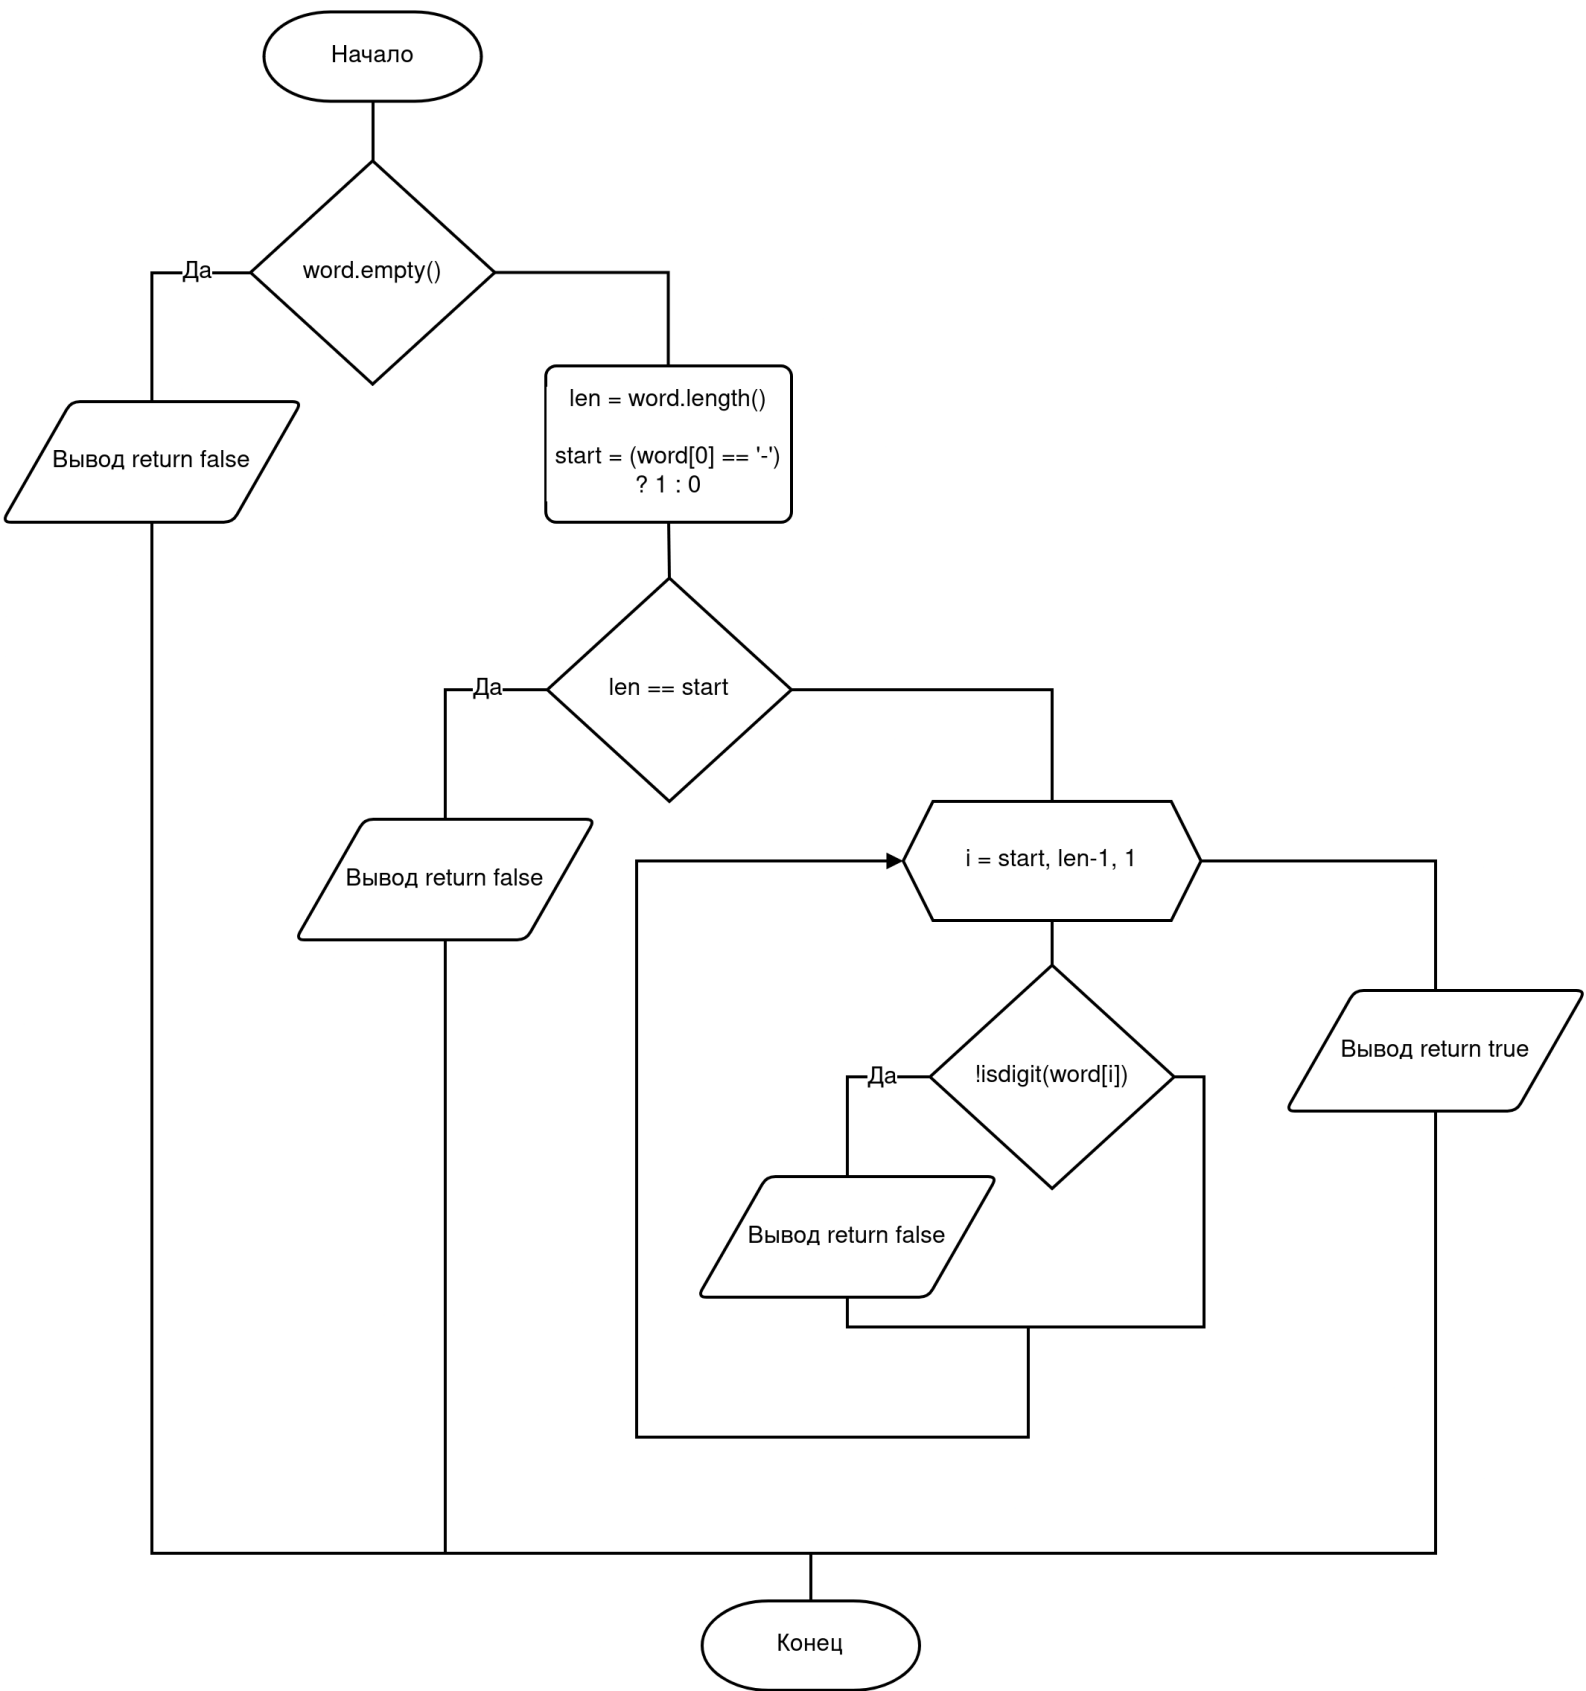 Начало
Да
word.empty()
len = word.length()
Вывод return false
start = (word[0] == '-')
? 1 : 0
Да
len == start
i = start, len-1, 1
Вывод return false
Вывод return true
Да
!isdigit(word[i])
Вывод return false
Конец